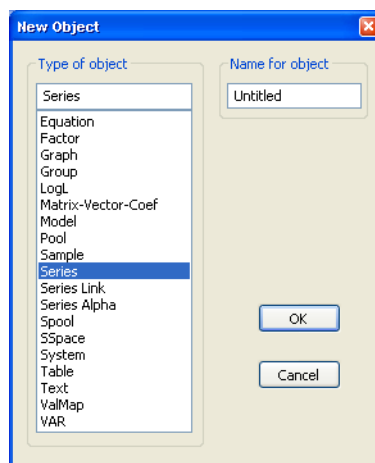 New Object
Type of object
Name for object
Series
Untitled
Equation
Factor
Graph
Group
LogL
Matrix-Vector-Coef
Model
Pool
Sample
Series
Series Link
Series Alpha
Spool
SSpace
System
Table
Text
ValMap
VAR
OK
Cancel